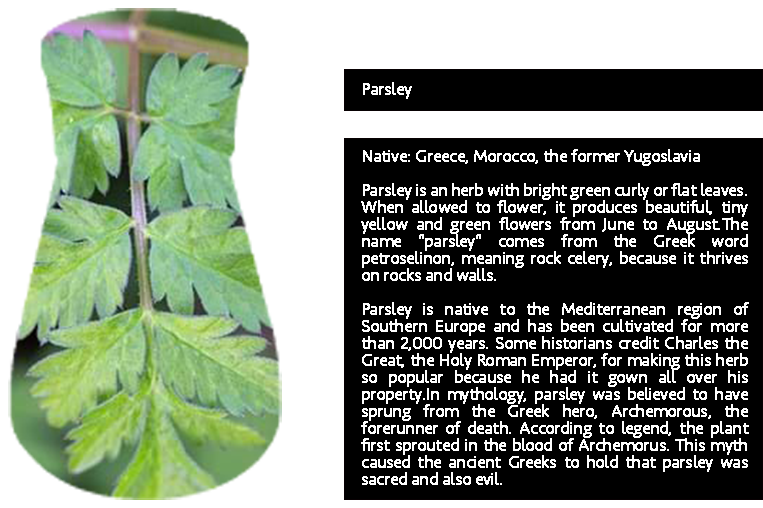 Parsley
Native: Greece, Morocco, the former Yugoslavia
Parsley is an herb with bright green curly or flat leaves.
When allowed to flower, it produces beautiful, tiny
yellow and green flowers from June to August.The
name "parsley" comes from the Greek word
petroselinon, meaning rock celery, because it thrives
on rocks and walls.
Parsley is native to the Mediterranean region of
Southern Europe and has been cultivated for more
than 2,000 years. Some historians credit Charles the
Great, the Holy Roman Emperor, for making this herb
so popular because he had it gown all over his
property.In mythology, parsley was believed to have
sprung from the Greek hero, Archemorous, the
forerunner of death. According to legend, the plant
first sprouted in the blood of Archemorus. This myth
caused the ancient Greeks to hold that parsley was
sacred and also evil.